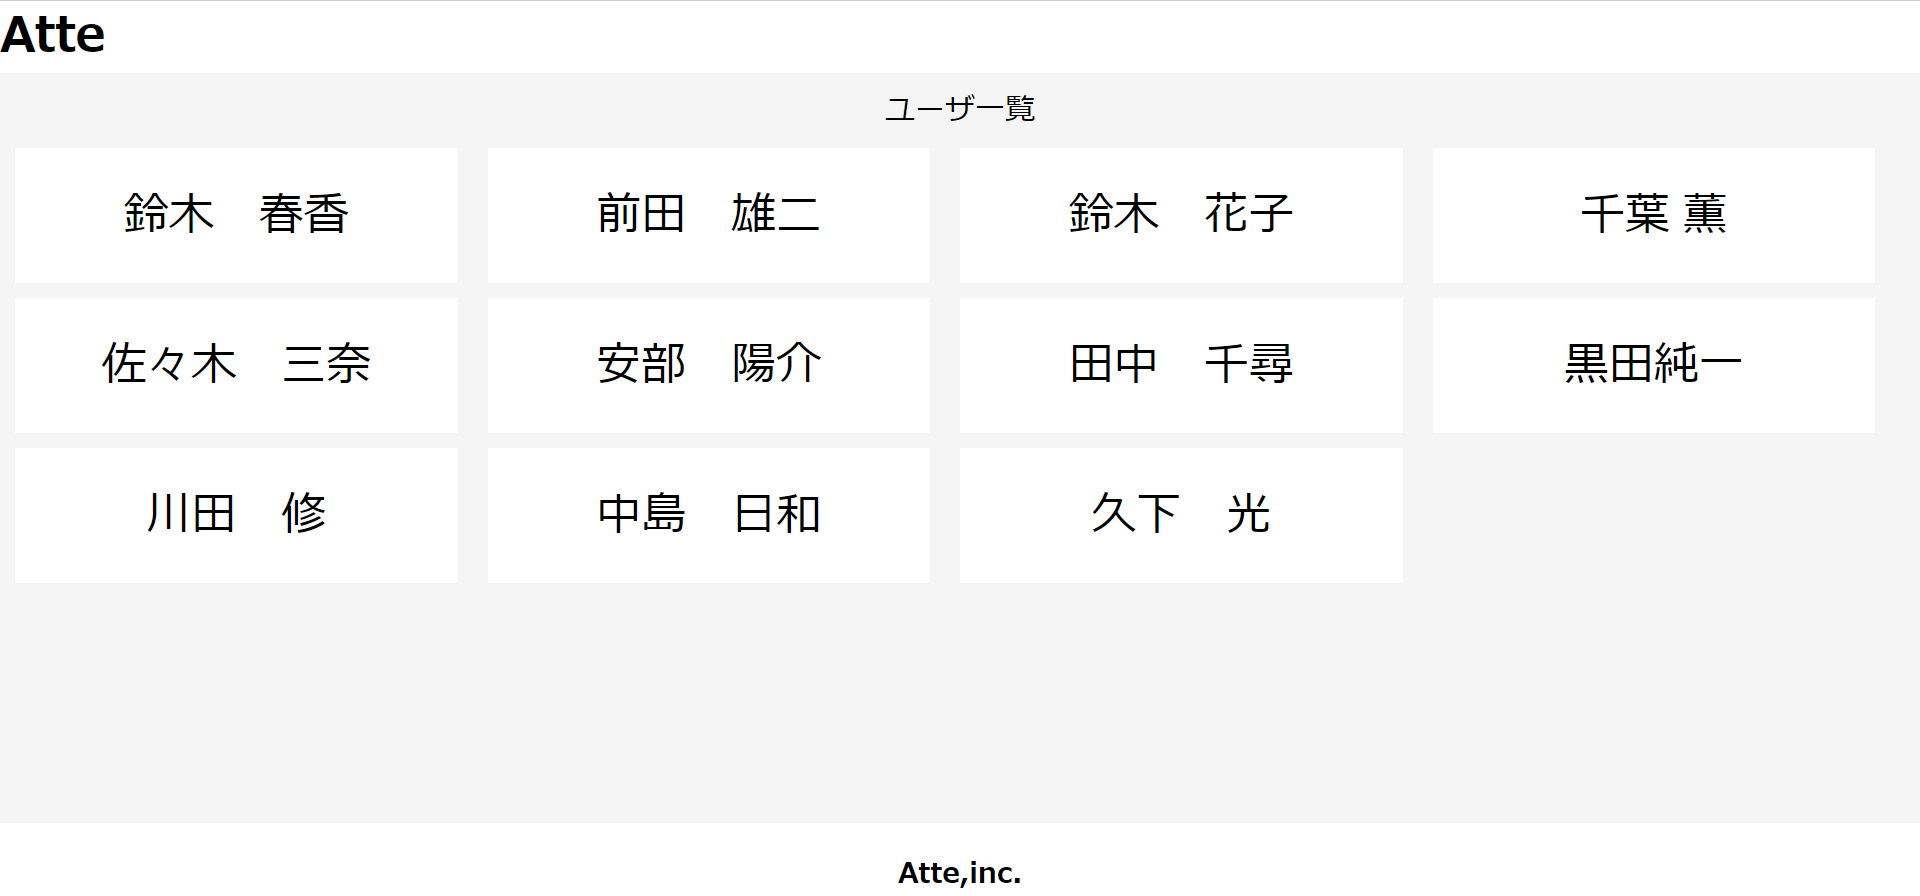 Atte
ユーザ一覧
鈴木　春香
前田　雄二
鈴木　花子
千葉 薫
佐々木　三奈
安部　陽介
田中　千尋
黒田純一
川田　修
中島　日和
久下　光
Atte,inc.